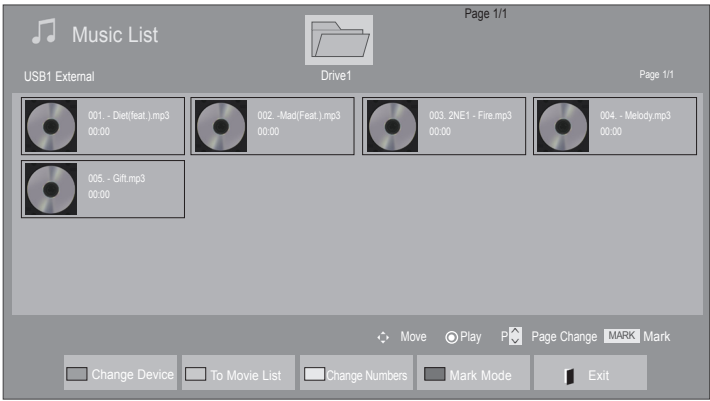 Page 1/1
Music List
USB1 External
Drive1
Page 1/1
001. - Diet(feat.).mp3
00:00
002. -Mad(Feat.).mp3
00:00
003. 2NE1 - Fire.mp3
00:00
004. - Melody.mp3
00:00
005. - Gift.mp3
00:00
Move Play P Page Change MARK Mark
Change Device To Movie List Change Numbers Mark Mode Exit